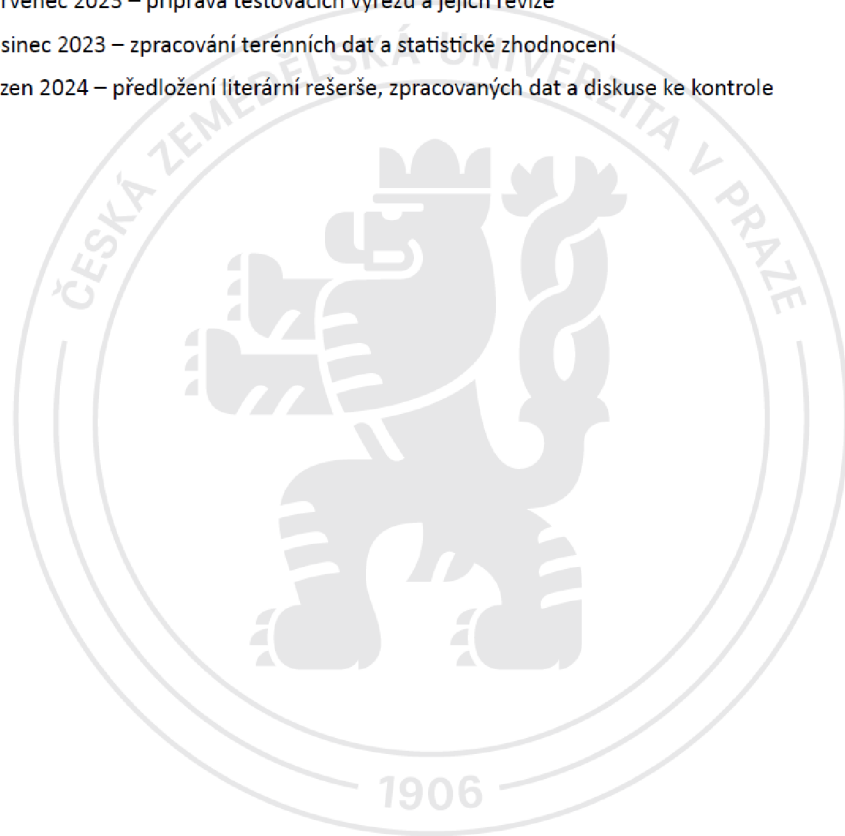 rvenec 2023 – příprava testovacích výřezů a jejich revize
sinec 2023 – zpracování terénních dat a statistické zhodnocení
zen 2024 – předložení literární rešerše, zpracovaných dat a diskuse ke kontrole
ČESKÁ ZEMĚDĚLSKÁ UNIVERZITA V PRAZE
1906